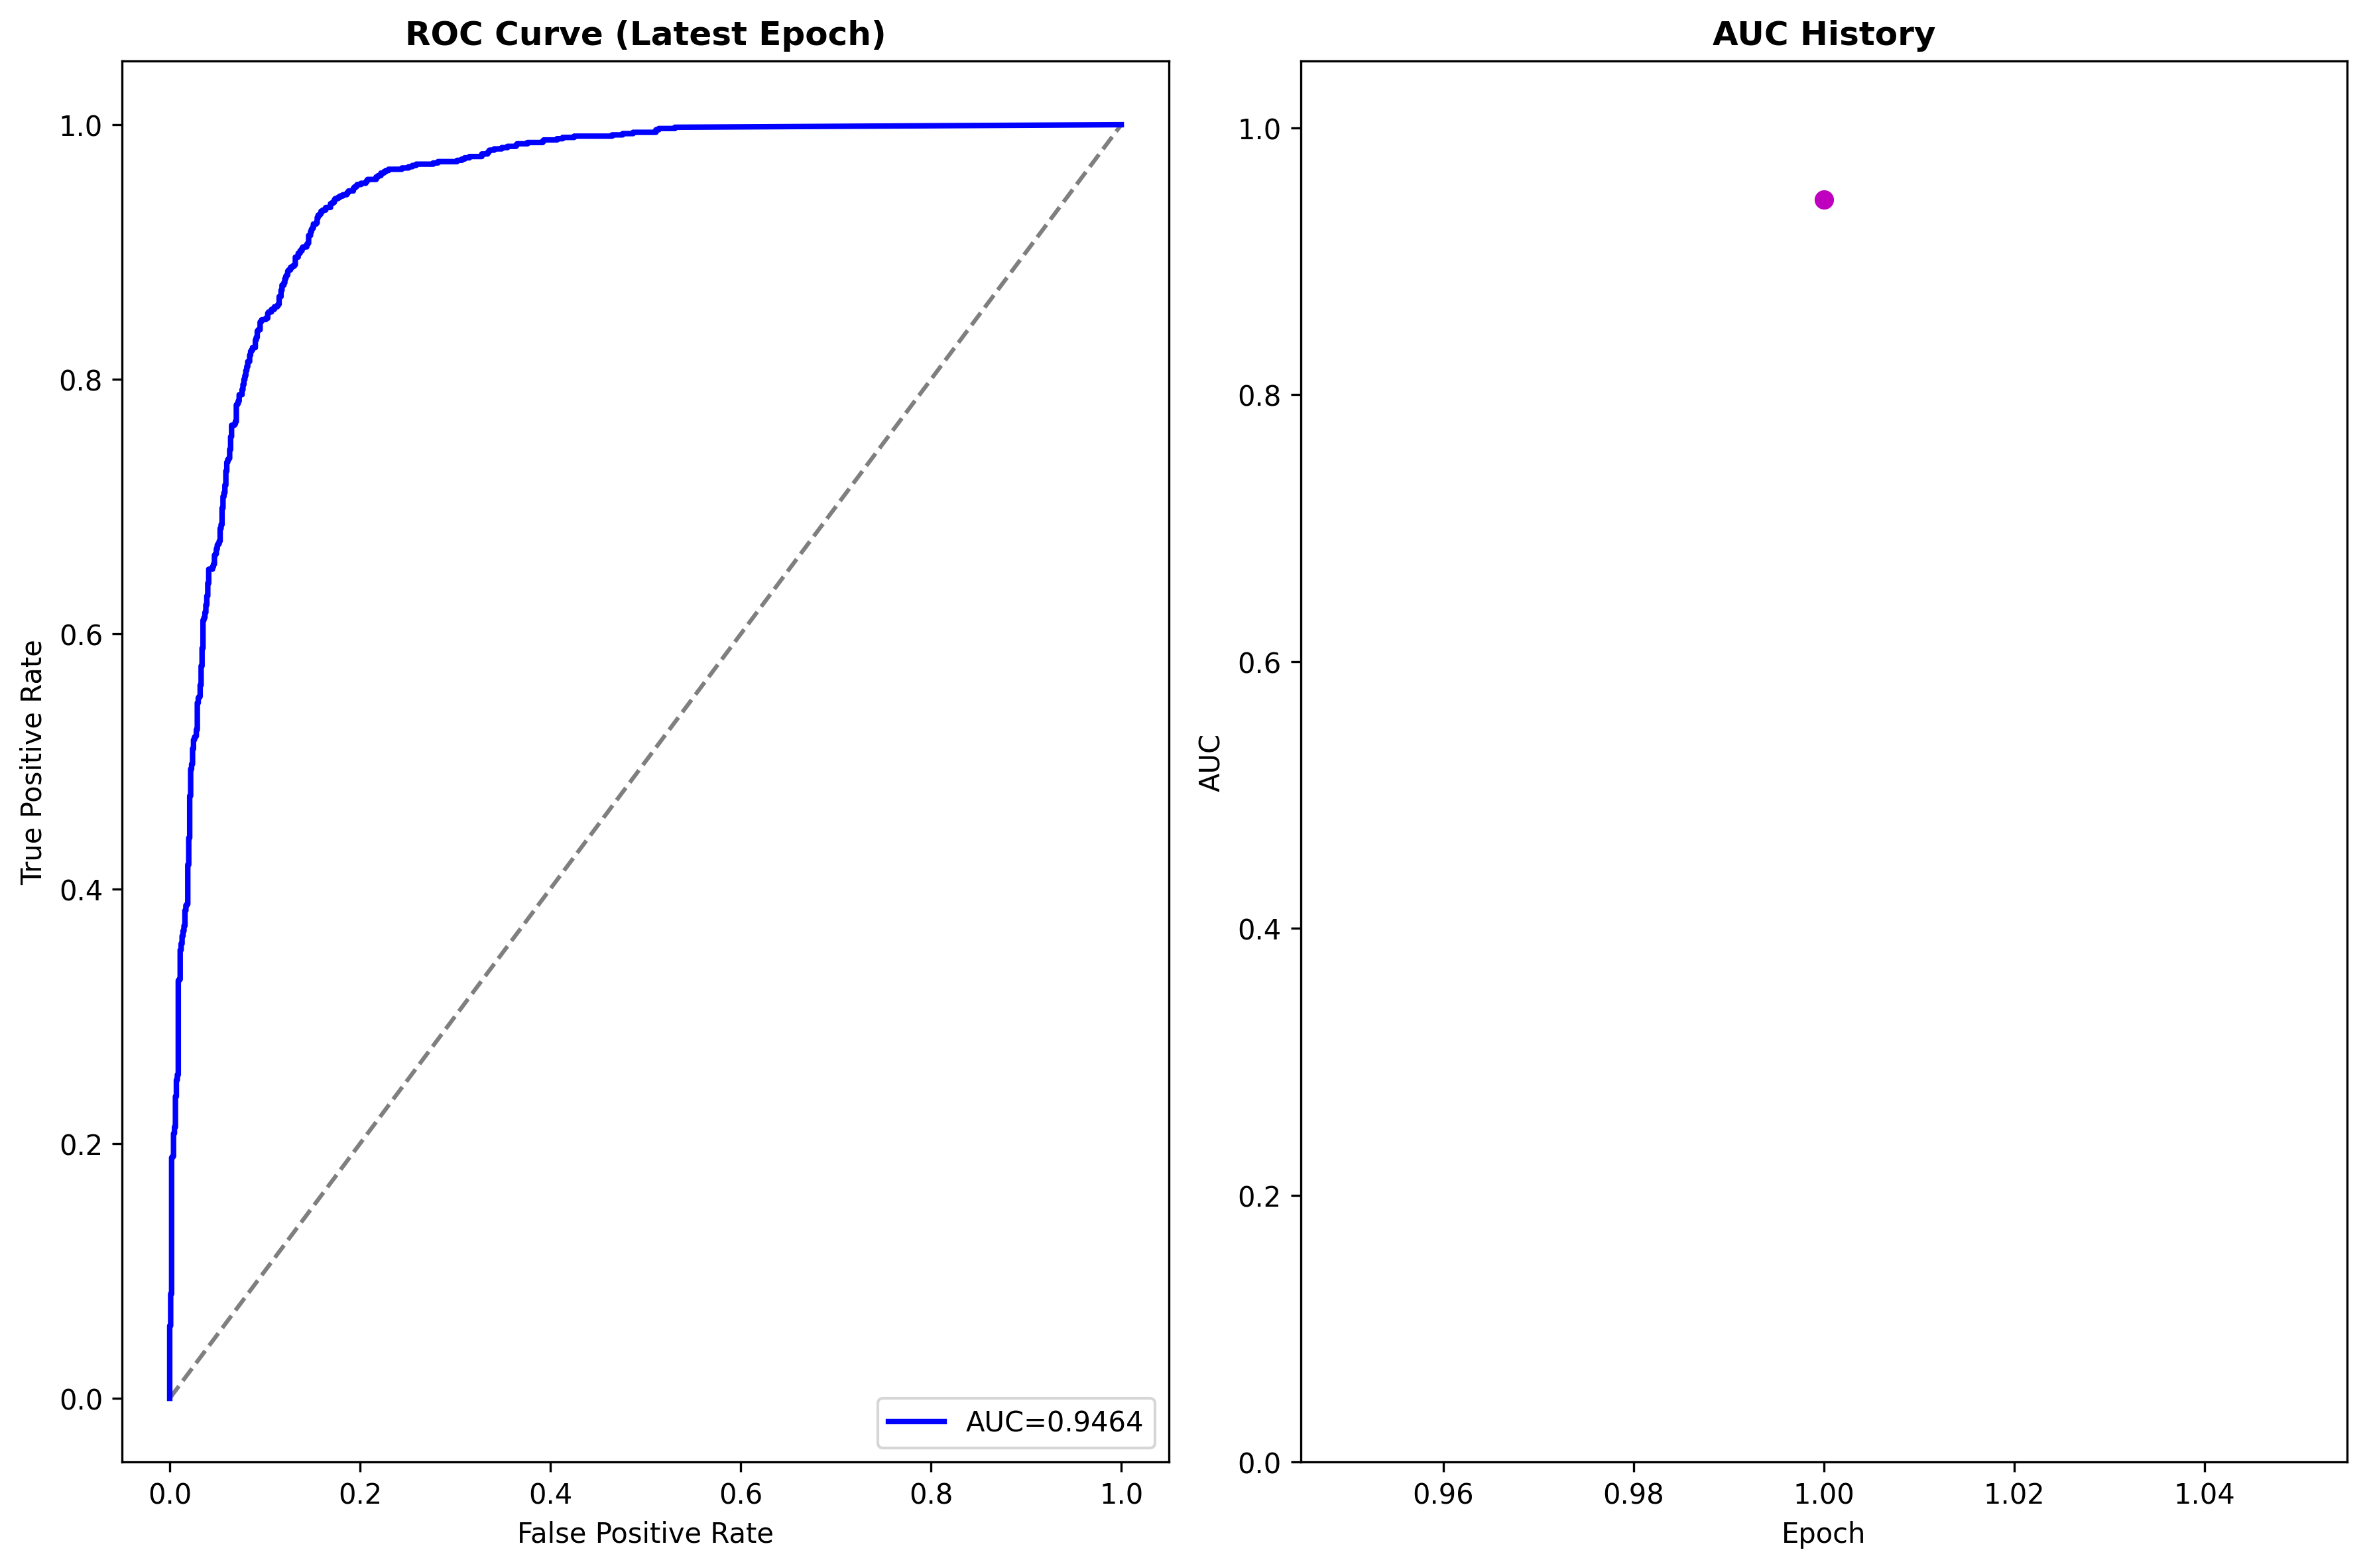 ROC Curve (Latest Epoch)
1.0
0.8
0.6
0.4
0.2
0.0
True Positive Rate
0.0 0.2 0.4 0.6 0.8 1.0
False Positive Rate
AUC=0.9464
AUC History
1.0
0.8
0.6
0.4
0.2
0.0
AUC
0.96 0.98 1.00 1.02 1.04
Epoch